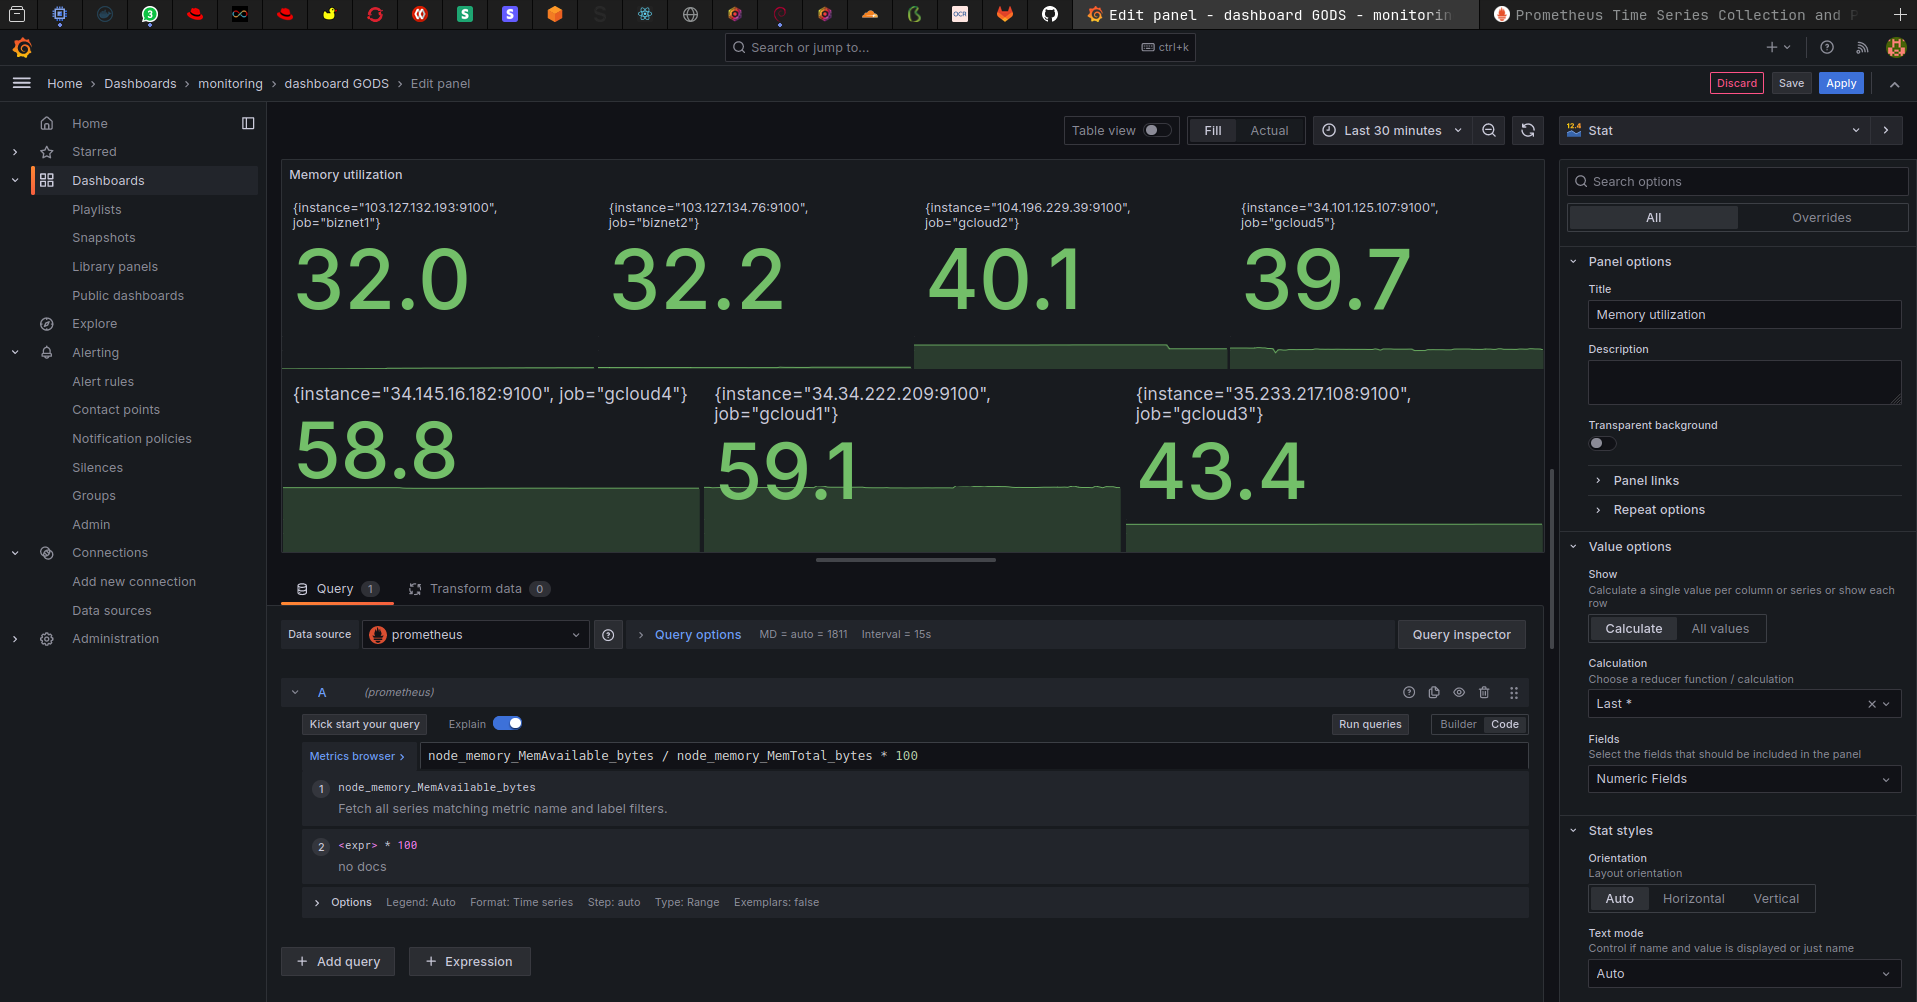 Edit panel - dashboard GODS - monitorin
Prometheus Time Series Collection and P
Search or jump to...
ctrl+k
Home > Dashboards > monitoring > dashboard GODS > Edit panel
Discard
Save
Apply
Home
Starred
Dashboards
Playlists
Snapshots
Library panels
Public dashboards
Explore
Alerting
Alert rules
Contact points
Notification policies
Silences
Groups
Admin
Connections
Add new connection
Data sources
Administration
Table view
Fill
Actual
Last 30 minutes
Memory utilization
{instance="103.127.132.193:9100",
job="biznet1"}
32.0
{instance="103.127.134.76:9100",
job="biznet2"}
32.2
{instance="104.196.229.39:9100",
job="gcloud2"}
40.1
{instance="34.101.125.107:9100",
job="gcloud5"}
39.7
{instance="34.145.16.182:9100", job="gcloud4"}
58.8
{instance="34.34.222.209:9100",
job="gcloud1"}
59.1
{instance="35.233.217.108:9100",
job="gcloud3"}
43.4
Query 1
Transform data 0
Data source
prometheus
Query options
MD = auto = 1811
Interval = 15s
Query inspector
A
(prometheus)
Kick start your query
Explain
Run queries
Builder
Code
Metrics browser >
node_memory_MemAvailable_bytes / node_memory_MemTotal_bytes * 100
1
node_memory_MemAvailable_bytes
Fetch all series matching metric name and label filters.
2
<expr> * 100
no docs
Options
Legend: Auto
Format: Time series
Step: auto
Type: Range
Exemplars: false
+ Add query
+ Expression
12.4
Stat
Search options
All
Overrides
Panel options
Title
Memory utilization
Description
Transparent background
Panel links
Repeat options
Value options
Show
Calculate a single value per column or series or show each
row
Calculate
All values
Calculation
Choose a reducer function / calculation
Last *
Fields
Select the fields that should be included in the panel
Numeric Fields
Stat styles
Orientation
Layout orientation
Auto
Horizontal
Vertical
Text mode
Control if name and value is displayed or just name
Auto